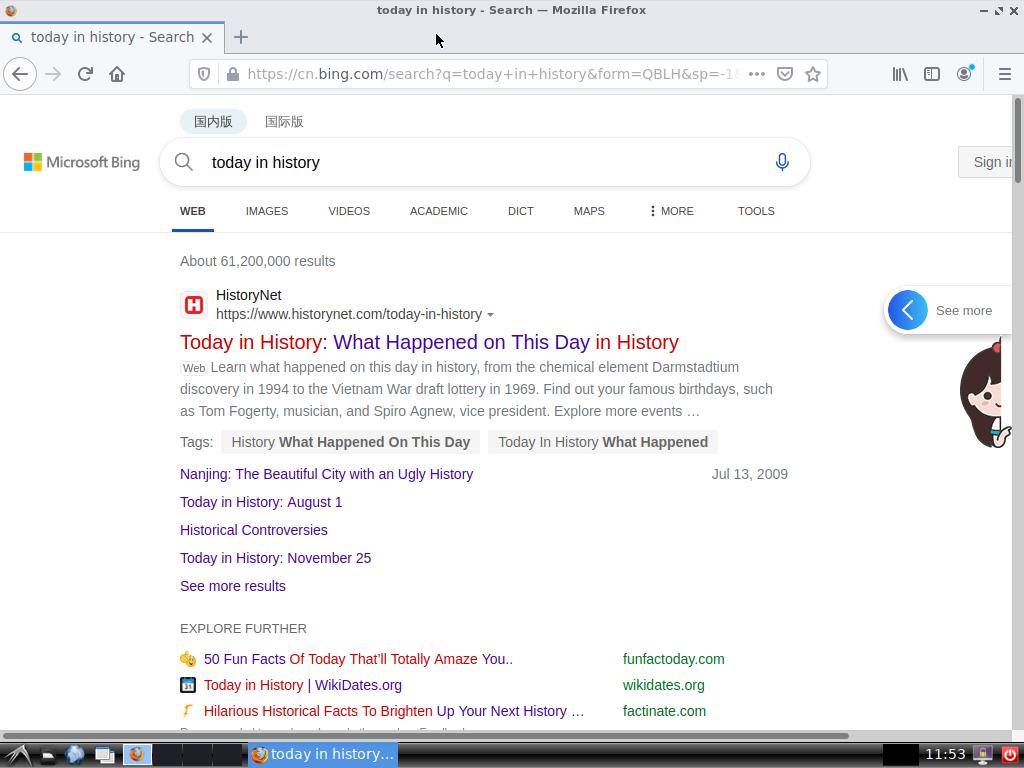 today in history - Search — Mozilla Firefox
today in history - Search
https://cn.bing.com/search?q=today+in+history&form=QBLH&sp=-1
国内版 国际版
Microsoft Bing
today in history
Sign in
WEB IMAGES VIDEOS ACADEMIC DICT MAPS MORE TOOLS
About 61,200,000 results
HistoryNet
https://www.historynet.com/today-in-history
See more
Today in History: What Happened on This Day in History
Web Learn what happened on this day in history, from the chemical element Darmstadtium
discovery in 1994 to the Vietnam War draft lottery in 1969. Find out your famous birthdays, such
as Tom Fogerty, musician, and Spiro Agnew, vice president. Explore more events …
Tags: History What Happened On This Day Today In History What Happened
Nanjing: The Beautiful City with an Ugly History Jul 13, 2009
Today in History: August 1
Historical Controversies
Today in History: November 25
See more results
EXPLORE FURTHER
50 Fun Facts Of Today That'll Totally Amaze You.. funfactoday.com
Today in History | WikiDates.org wikidates.org
Hilarious Historical Facts To Brighten Up Your Next History … factinate.com
today in history... 11:53